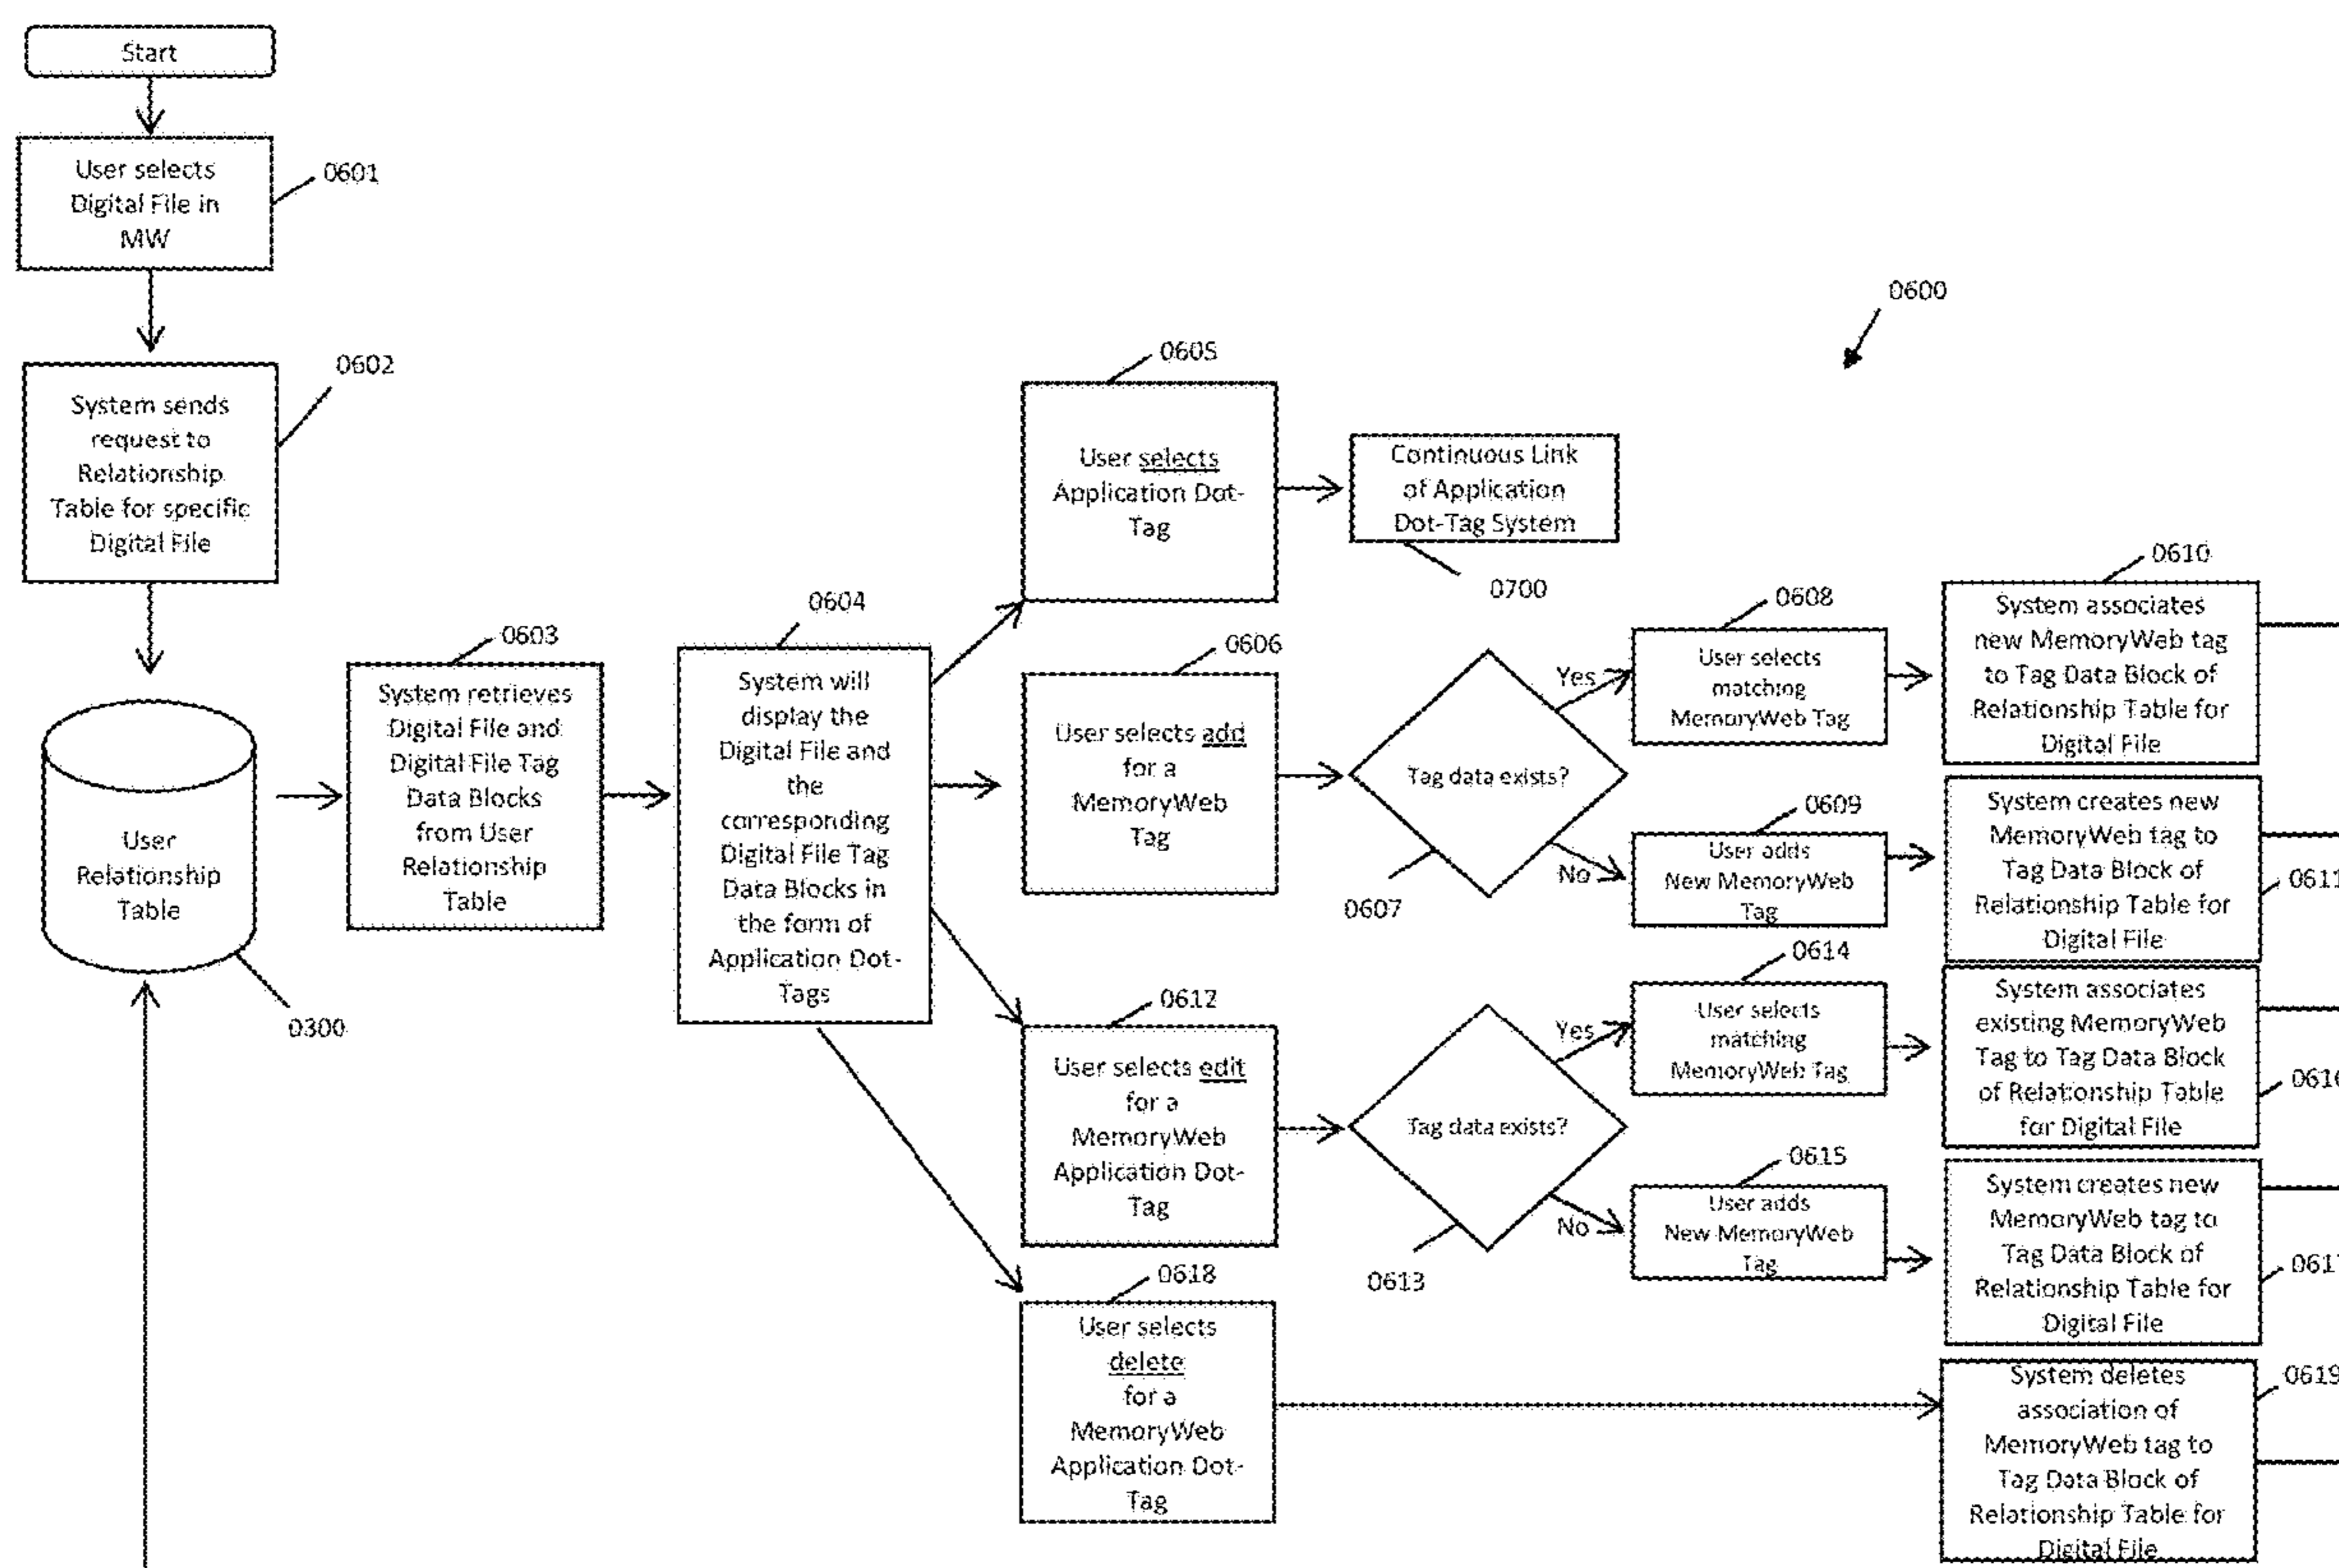 Start
User selects
Digital File in
MW
0601
System sends
request to
Relationship
Table for specific
Digital File
0602
User
Relationship
Table
0300
System retrieves
Digital File and
Digital File Tag
Data Blocks
from User
Relationship
Table
0603
System will
display the
Digital File and
the
corresponding
Digital File Tag
Data Blocks in
the form of
Application Dot-
Tags
0604
0600
User selects
Application Dot-
Tag
0605
Continuous Link
of Application
Dot-Tag System
0700
User selects add
for a
MemoryWeb
Tag
0606
Tag data exists?
0607
Yes
No
User selects
matching
MemoryWeb Tag
0608
User adds
New MemoryWeb
Tag
0609
System associates
new MemoryWeb tag
to Tag Data Block of
Relationship Table for
Digital File
0610
System creates new
MemoryWeb tag to
Tag Data Block of
Relationship Table for
Digital File
0611
User selects edit
for a
MemoryWeb
Application Dot-
Tag
0612
Tag data exists?
0613
Yes
No
User selects
matching
MemoryWeb Tag
0614
User adds
New MemoryWeb
Tag
0615
System associates
existing MemoryWeb
Tag to Tag Data Block
of Relationship Table
for Digital File
0616
System creates new
MemoryWeb tag to
Tag Data Block of
Relationship Table for
Digital File
0617
User selects
delete
for a
MemoryWeb
Application Dot-
Tag
0618
System deletes
association of
MemoryWeb tag to
Tag Data Block of
Relationship Table for
Digital File
0619